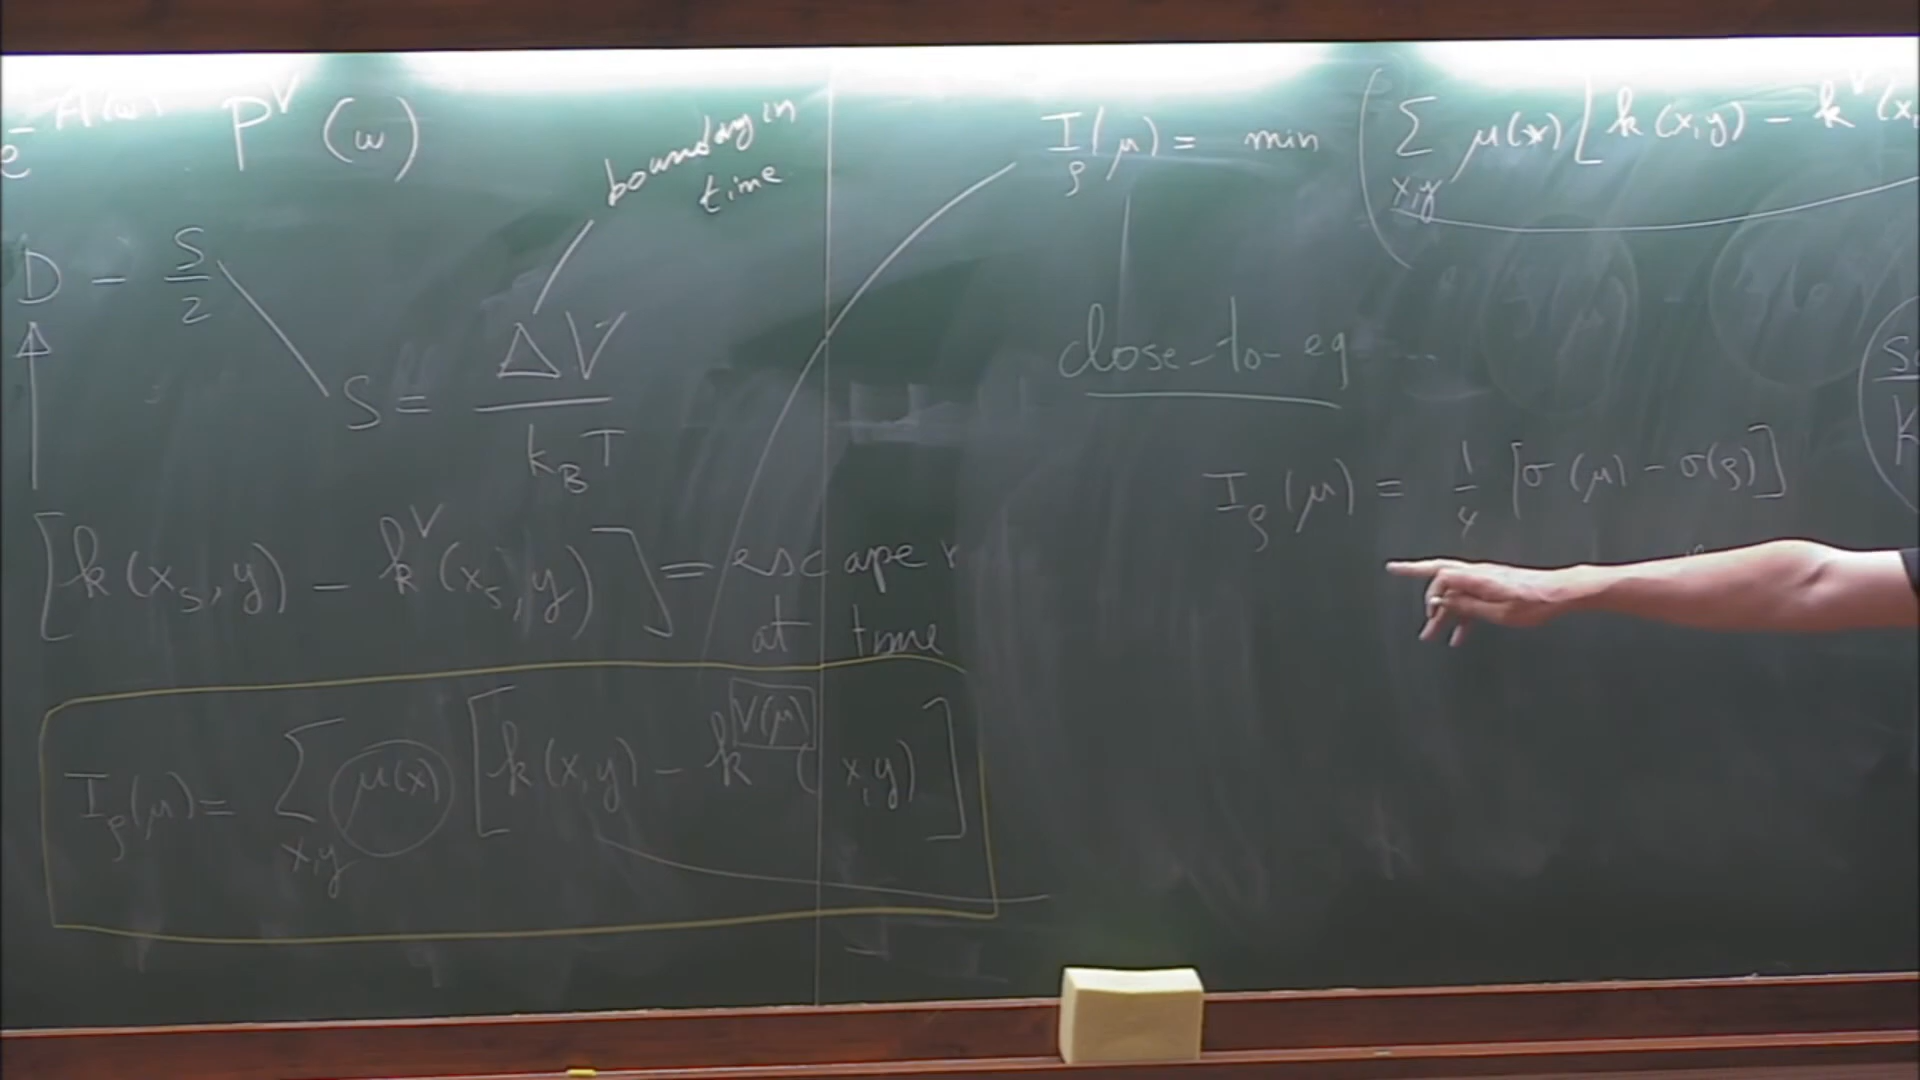 e^{-A(ω)} P^V (ω)
boundary in
time
D - S/2
S = ΔV / k_B T
[k(x_s, y) - k^V(x_s, y)] = escape r
at time
I_ρ(μ) = Σ_{x,y} μ(x) [k(x,y) - k^{V(μ)}(x,y)]
I_ρ(μ) = min ( Σ_{x,y} μ(x) [k(x,y) - k^V(x,
close-to-eq
I_ρ(μ) = 1/4 [σ(μ) - σ(ρ)]